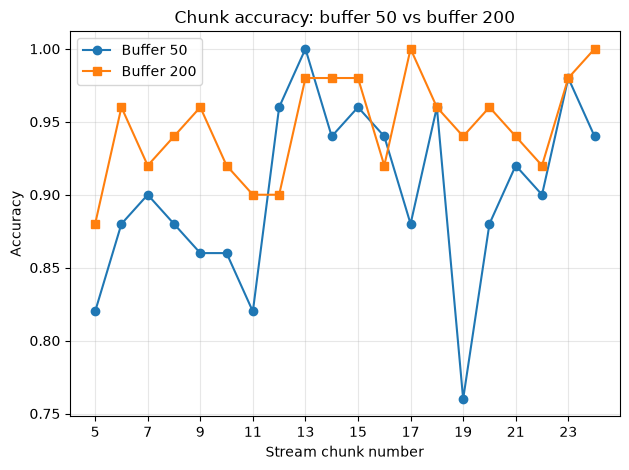 Chunk accuracy: buffer 50 vs buffer 200
Buffer 50
Buffer 200
Accuracy
1.00
0.95
0.90
0.85
0.80
0.75
5 7 9 11 13 15 17 19 21 23
Stream chunk number